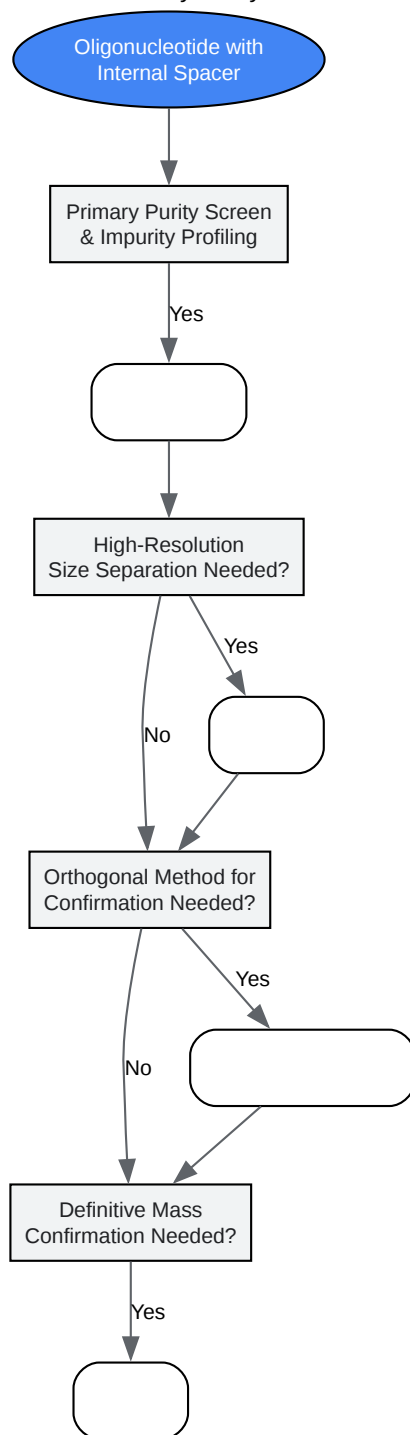 Oligonucleotide with
Internal Spacer
Primary Purity Screen
& Impurity Profiling
Yes
High-Resolution
Size Separation Needed?
Yes
No
Orthogonal Method for
Confirmation Needed?
Yes
No
Definitive Mass
Confirmation Needed?
Yes